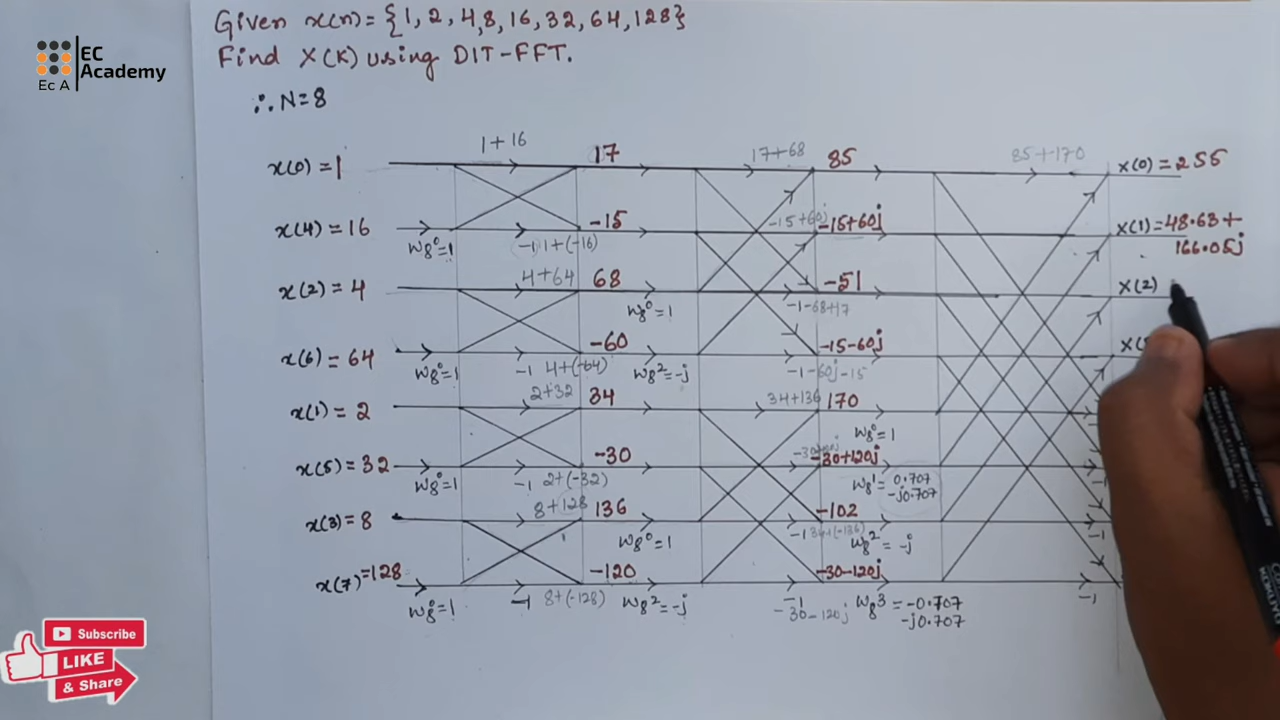 Given x(n)= {1, 2, 4, 8, 16, 32, 64, 128}
Find X(K) using DIT-FFT.
EC
Academy
Ec A
∴ N=8
1+16
17
17+68
85
85+170
X(0) = 255
x(0) = 1
x(4) = 16
w8⁰=1
-1
1+(-16)
-15
-15+60j
-15+60j
X(1) = 48.63+
166.05j
4+64
68
w8⁰=1
-51
-1
-68+17
X(2)
x(2) = 4
x(6) = 64
w8⁰=1
-1
4+(-64)
-60
w8²=-j
-15-60j
-1
-60j-15
2+32
34
34+136
170
w8⁰=1
x(1) = 2
x(5) = 32
w8⁰=1
-1
2+(-32)
-30
-30+120j
w8¹=
0.707
-j0.707
-1
8+128
136
w8⁰=1
-102
-1
34+(-136)
w8²=-j
-1
x(3) = 8
x(7) = 128
w8⁰=1
-1
8+(-128)
-120
w8²=-j
-30-120j
-1
-30-120j
w8³ = -0.707
-j0.707
-1
Subscribe
LIKE
& Share